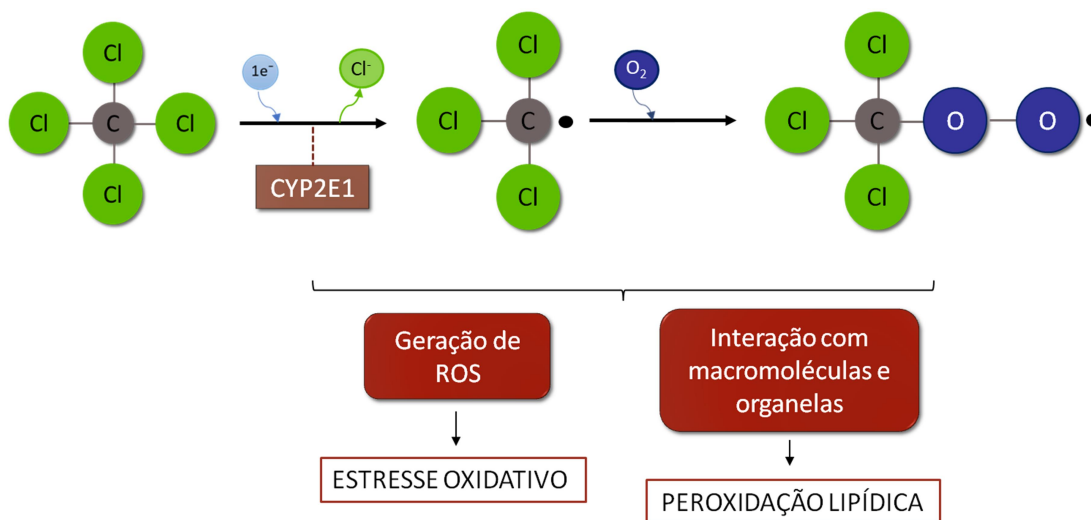 Cl
Cl C Cl
Cl
1e⁻
Cl⁻
CYP2E1
Cl
Cl C
Cl
O₂
Cl
Cl C O O
Cl
Geração de
ROS
ESTRESSE OXIDATIVO
Interação com
macromoléculas e
organelas
PEROXIDAÇÃO LIPÍDICA